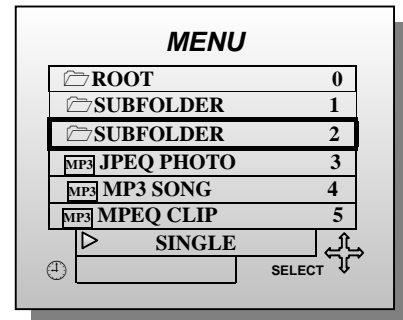 MENU
ROOT 0
SUBFOLDER 1
SUBFOLDER 2
MP3 JPEQ PHOTO 3
MP3 MP3 SONG 4
MP3 MPEQ CLIP 5
SINGLE
SELECT